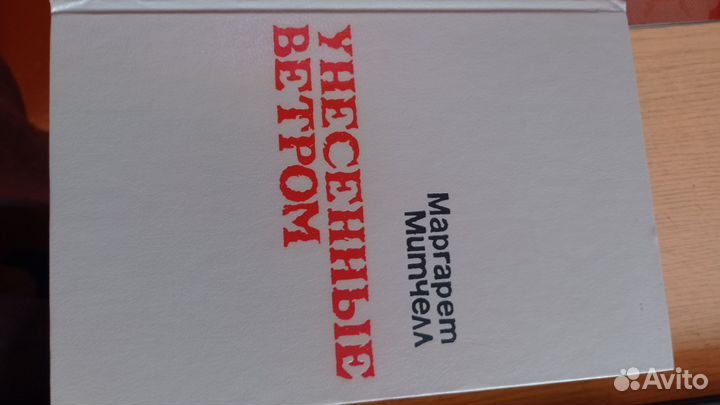 Маргарет
Митчелл
УНЕСЕННЫЕ
ВЕТРОМ
Avito